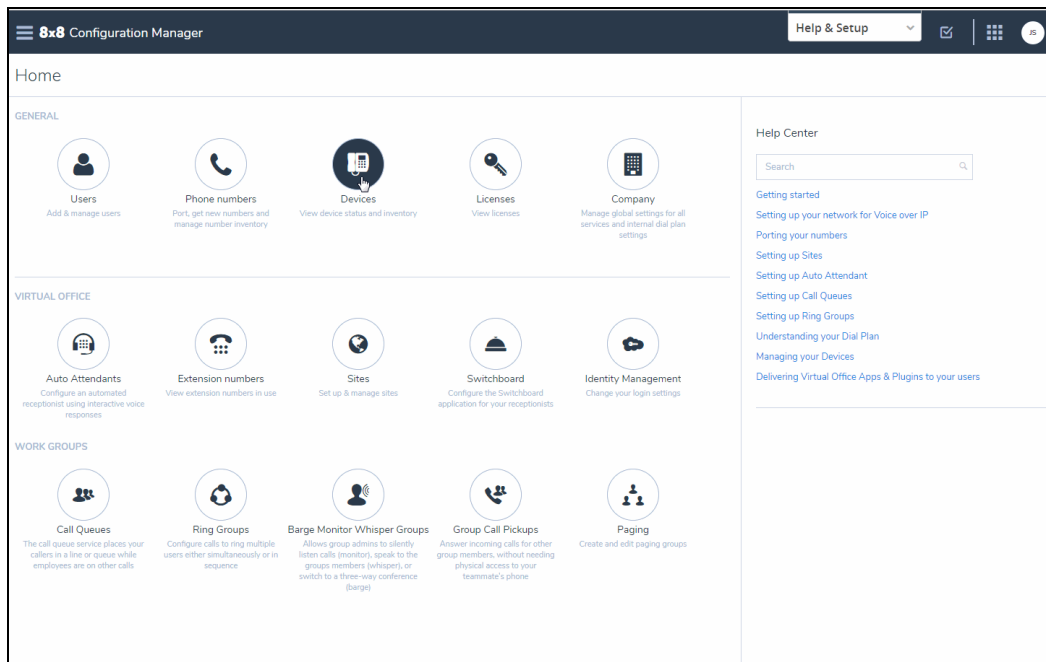 8x8 Configuration Manager
Help & Setup
JS
Home
GENERAL
Users
Add & manage users
Phone numbers
Port, get new numbers and
manage number inventory
Devices
View device status and inventory
Licenses
View licenses
Company
Manage global settings for all
services and internal dial plan
settings
VIRTUAL OFFICE
Auto Attendants
Configure an automated
receptionist using interactive voice
responses
Extension numbers
View extension numbers in use
Sites
Set up & manage sites
Switchboard
Configure the Switchboard
application for your receptionists
Identity Management
Change your login settings
WORK GROUPS
Call Queues
The call queue service places your
callers in a line or queue while
employees are on other calls
Ring Groups
Configure calls to ring multiple
users either simultaneously or in
sequence
Barge Monitor Whisper Groups
Allows group admins to silently
listen calls (monitor), speak to the
groups members (whisper), or
switch to a three-way conference
(barge)
Group Call Pickups
Answer incoming calls for other
group members, without needing
physical access to your
teammate's phone
Paging
Create and edit paging groups
Help Center
Search
Getting started
Setting up your network for Voice over IP
Porting your numbers
Setting up Sites
Setting up Auto Attendant
Setting up Call Queues
Setting up Ring Groups
Understanding your Dial Plan
Managing your Devices
Delivering Virtual Office Apps & Plugins to your users